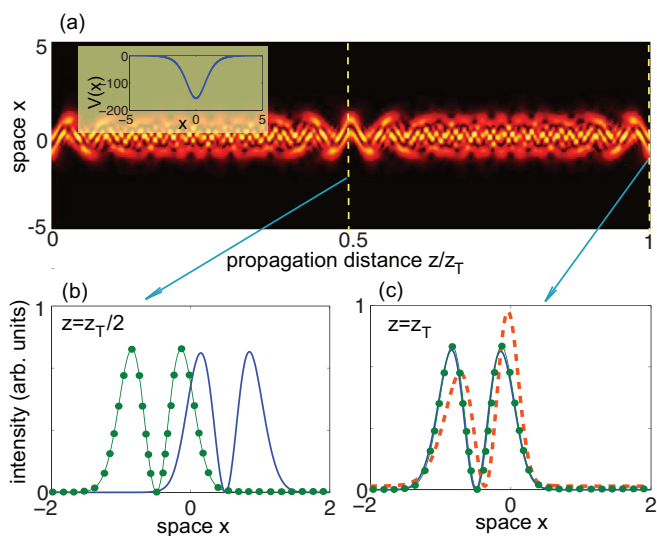 (a)
5
0
-5
space x
0
-100
-200
V(x)
-5
0
5
x
0
0.5
1
propagation distance z/z_T
(b)
(c)
1
0
intensity (arb. units)
z=z_T/2
-2
0
2
space x
1
0
z=z_T
-2
0
2
space x